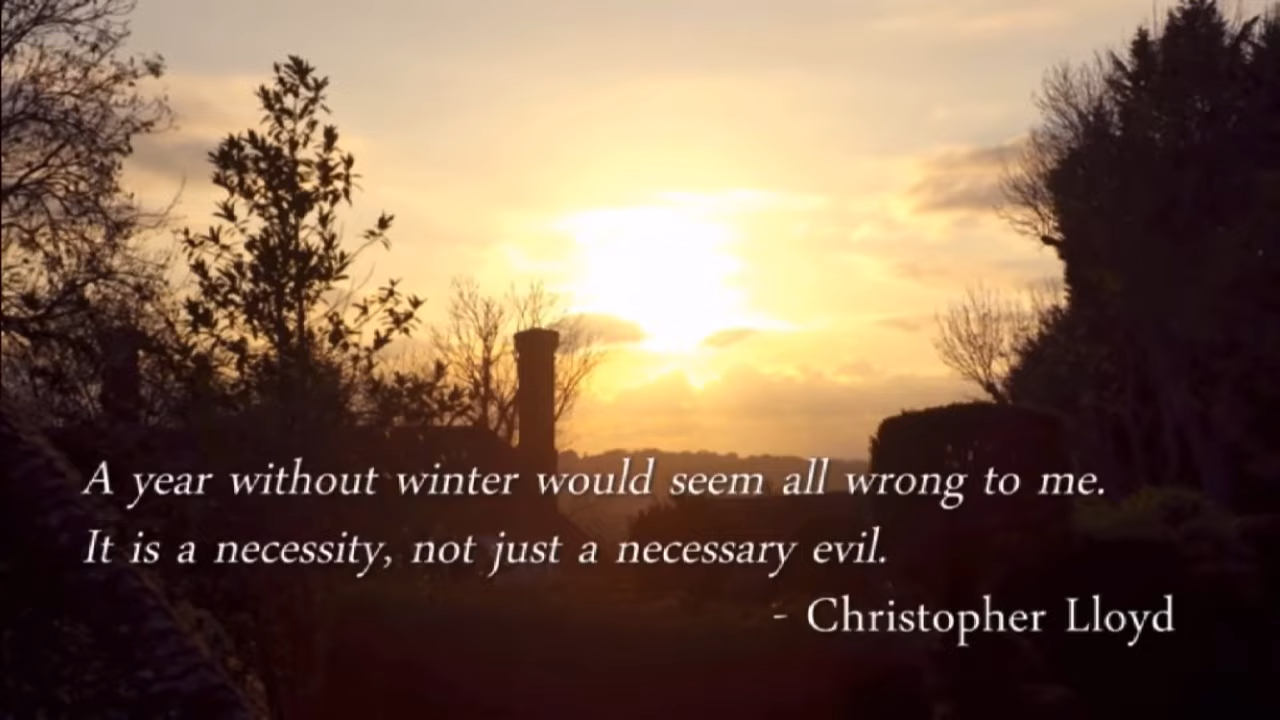 A year without winter would seem all wrong to me.
It is a necessity, not just a necessary evil.
- Christopher Lloyd